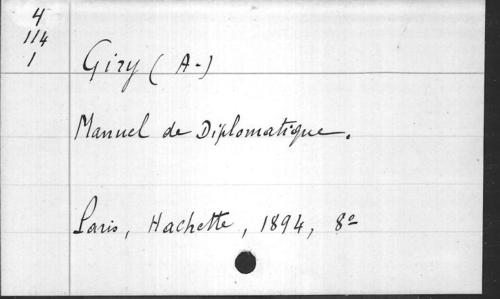 4
114
1
Giry (A.)
Manuel de Diplomatique.
Paris, Hachette, 1894, 8º